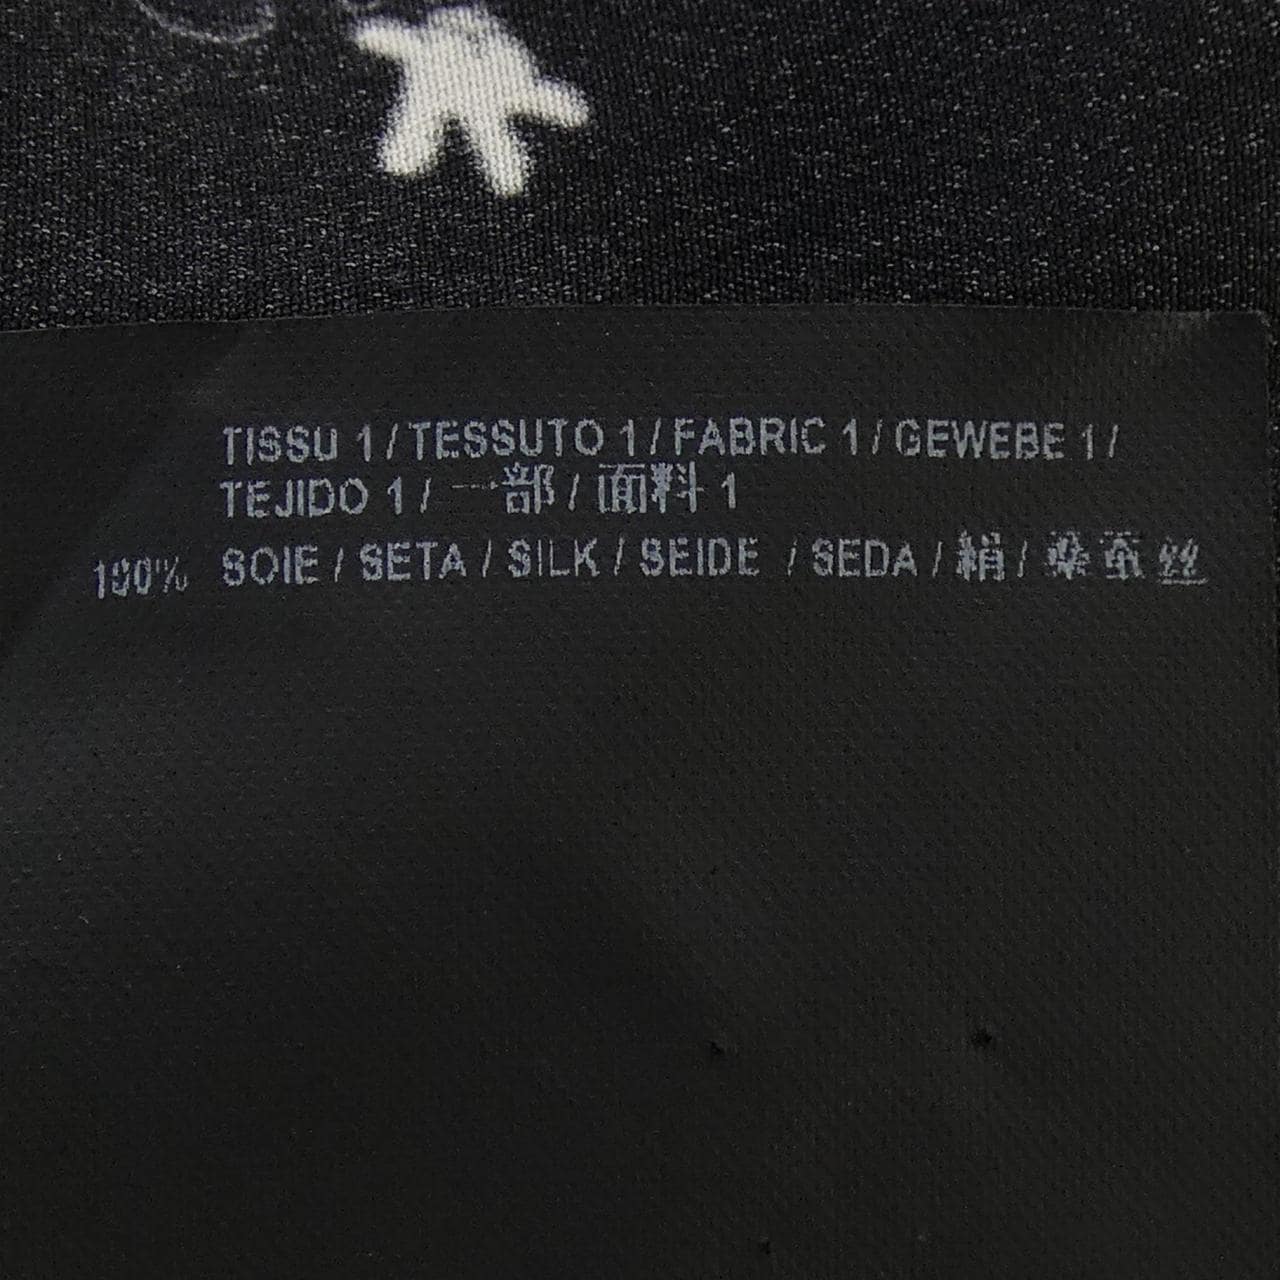 TISSU 1/TESSUTO 1/FABRIC 1/GEWEBE 1/
TEJIDO 1/ 一部/面料 1
100% SOIE/SETA/SILK/SEIDE /SEDA/絹/桑蚕丝